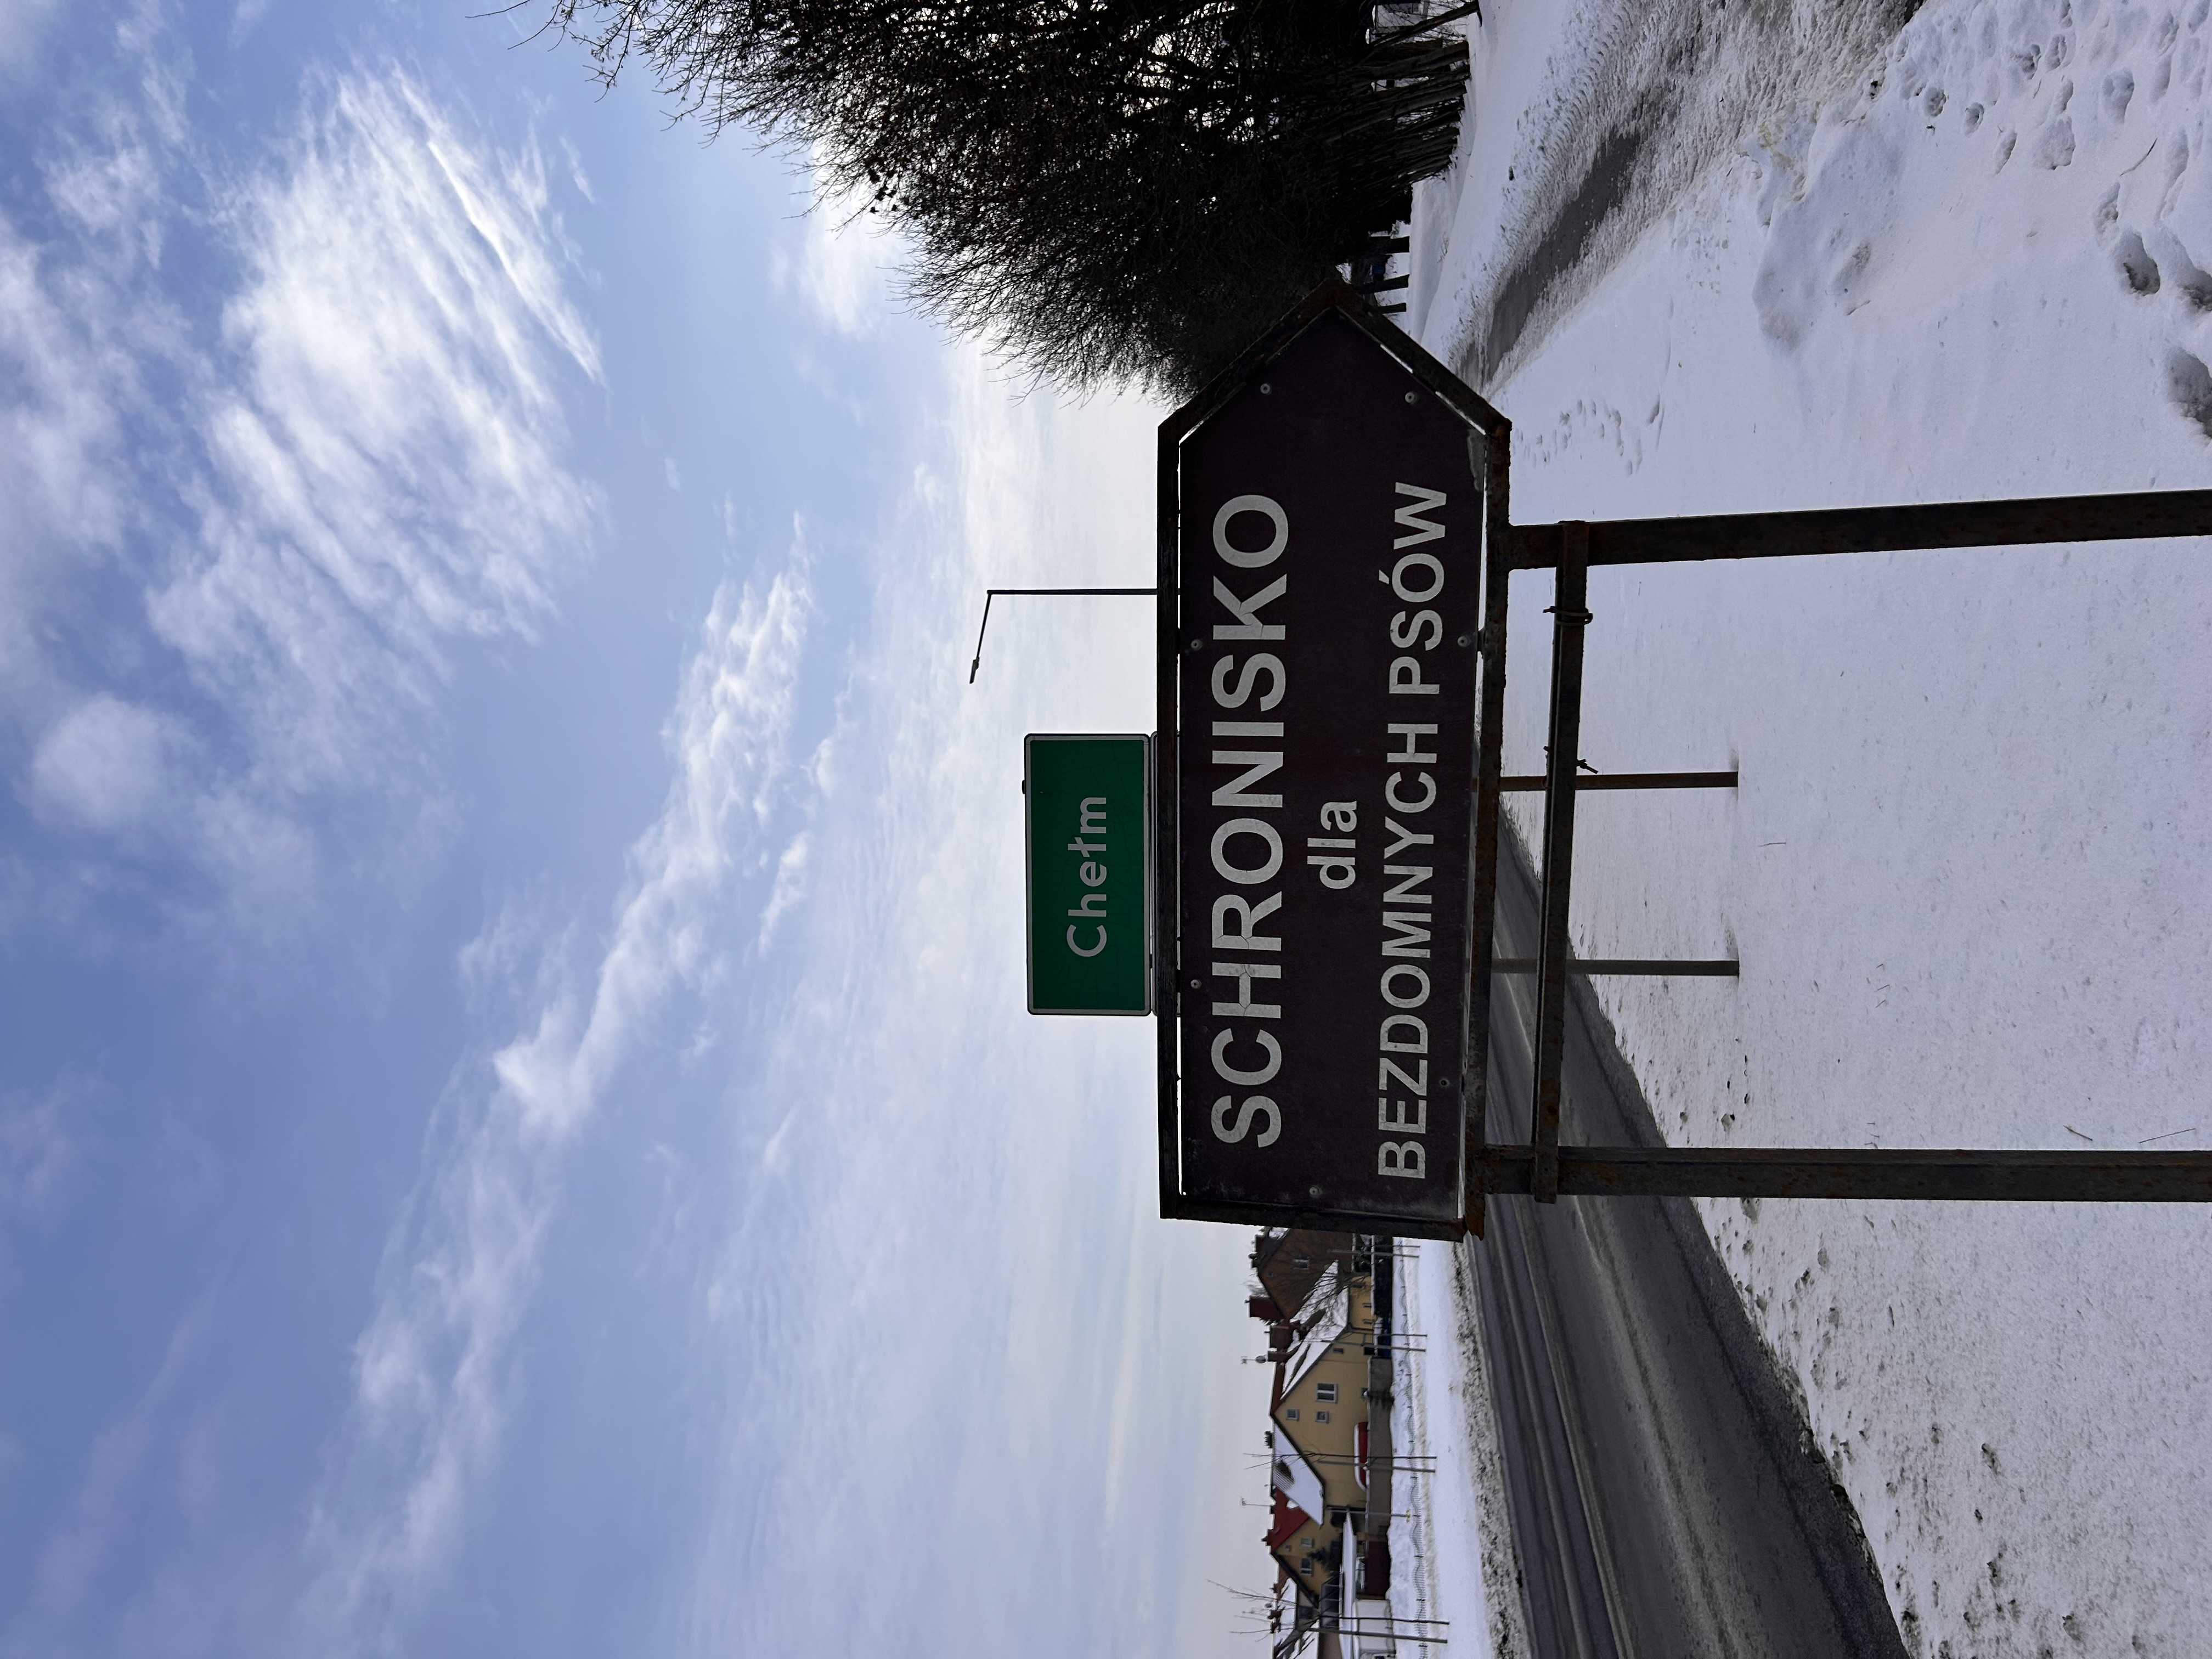 Chełm
SCHRONISKO
dla
BEZDOMNYCH PSÓW